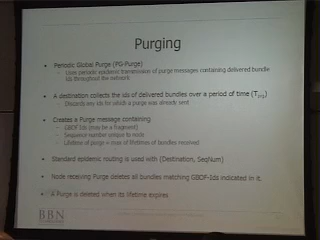 Purging
• Periodic Global Purge (PG-Purge)
– Uses periodic epidemic transmission of purge messages containing delivered bundle
ids throughout the network
• A destination collects the ids of delivered bundles over a period of time (Tprg)
– Discards any ids for which a purge was already sent
• Creates a Purge message containing
– GBOF Ids (may be a fragment)
– Sequence number unique to node
– Lifetime of purge = max of lifetimes of bundles received)
• Standard epidemic routing is used with (Destination, SeqNum)
• Node receiving Purge deletes all bundles matching GBOF-Ids indicated in it.
• A Purge is deleted when its lifetime expires
BBN